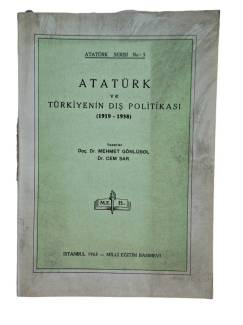 ATATÜRK SERİSİ No: 3
ATATÜRK
ve
TÜRKİYENİN DIŞ POLİTİKASI
(1919 - 1938)
Yazanlar
Doç. Dr. MEHMET GÖNLÜBOL
Dr. CEM SAR
M.E. B.
İSTANBUL 1963 — MİLLÎ EĞİTİM BASIMEVİ